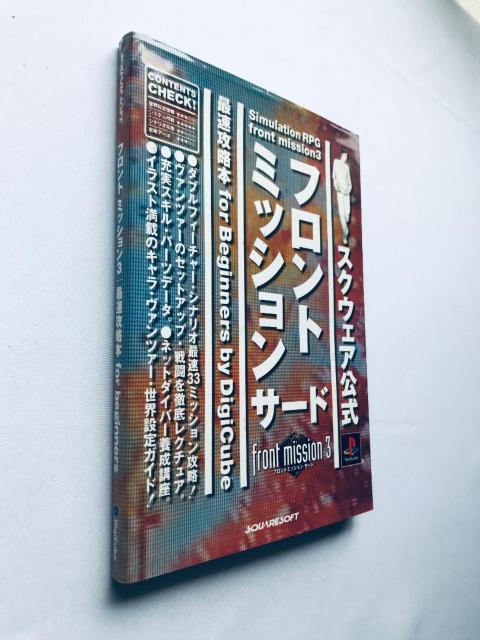 SQUARESOFT
フロントミッション3 最速攻略本 for beginners
DigiCube
CONTENTS
CHECK!
Simulation RPG
front mission3
フロント
ミッション
サード
スクウェア公式
最速攻略本 for Beginners by DigiCube
●ダブルフィーチャー・シナリオ最速33ミッション攻略!
●ヴァンツァーのセットアップ・戦闘を徹底レクチュア。
●充実スキル・パーツデータ。●ネットダイバー養成講座。
●イラスト満載のキャラ・ヴァンツァー・世界設定ガイド!
front mission 3
フロントミッション サード
PlayStation
SQUARESOFT